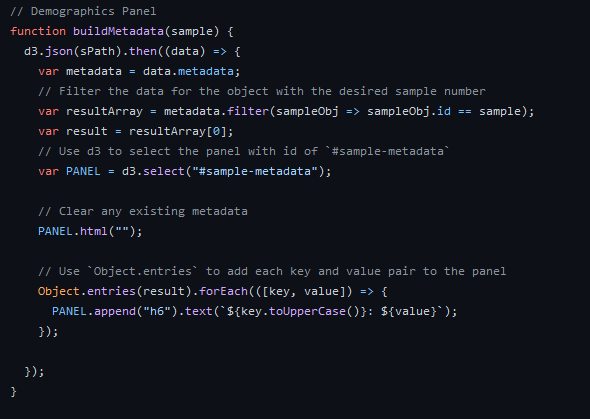 // Demographics Panel
function buildMetadata(sample) {
  d3.json(sPath).then((data) => {
    var metadata = data.metadata;
    // Filter the data for the object with the desired sample number
    var resultArray = metadata.filter(sampleObj => sampleObj.id == sample);
    var result = resultArray[0];
    // Use d3 to select the panel with id of `#sample-metadata`
    var PANEL = d3.select("#sample-metadata");

    // Clear any existing metadata
    PANEL.html("");

    // Use `Object.entries` to add each key and value pair to the panel
    Object.entries(result).forEach(([key, value]) => {
      PANEL.append("h6").text(`${key.toUpperCase()}: ${value}`);
    });

  });
}